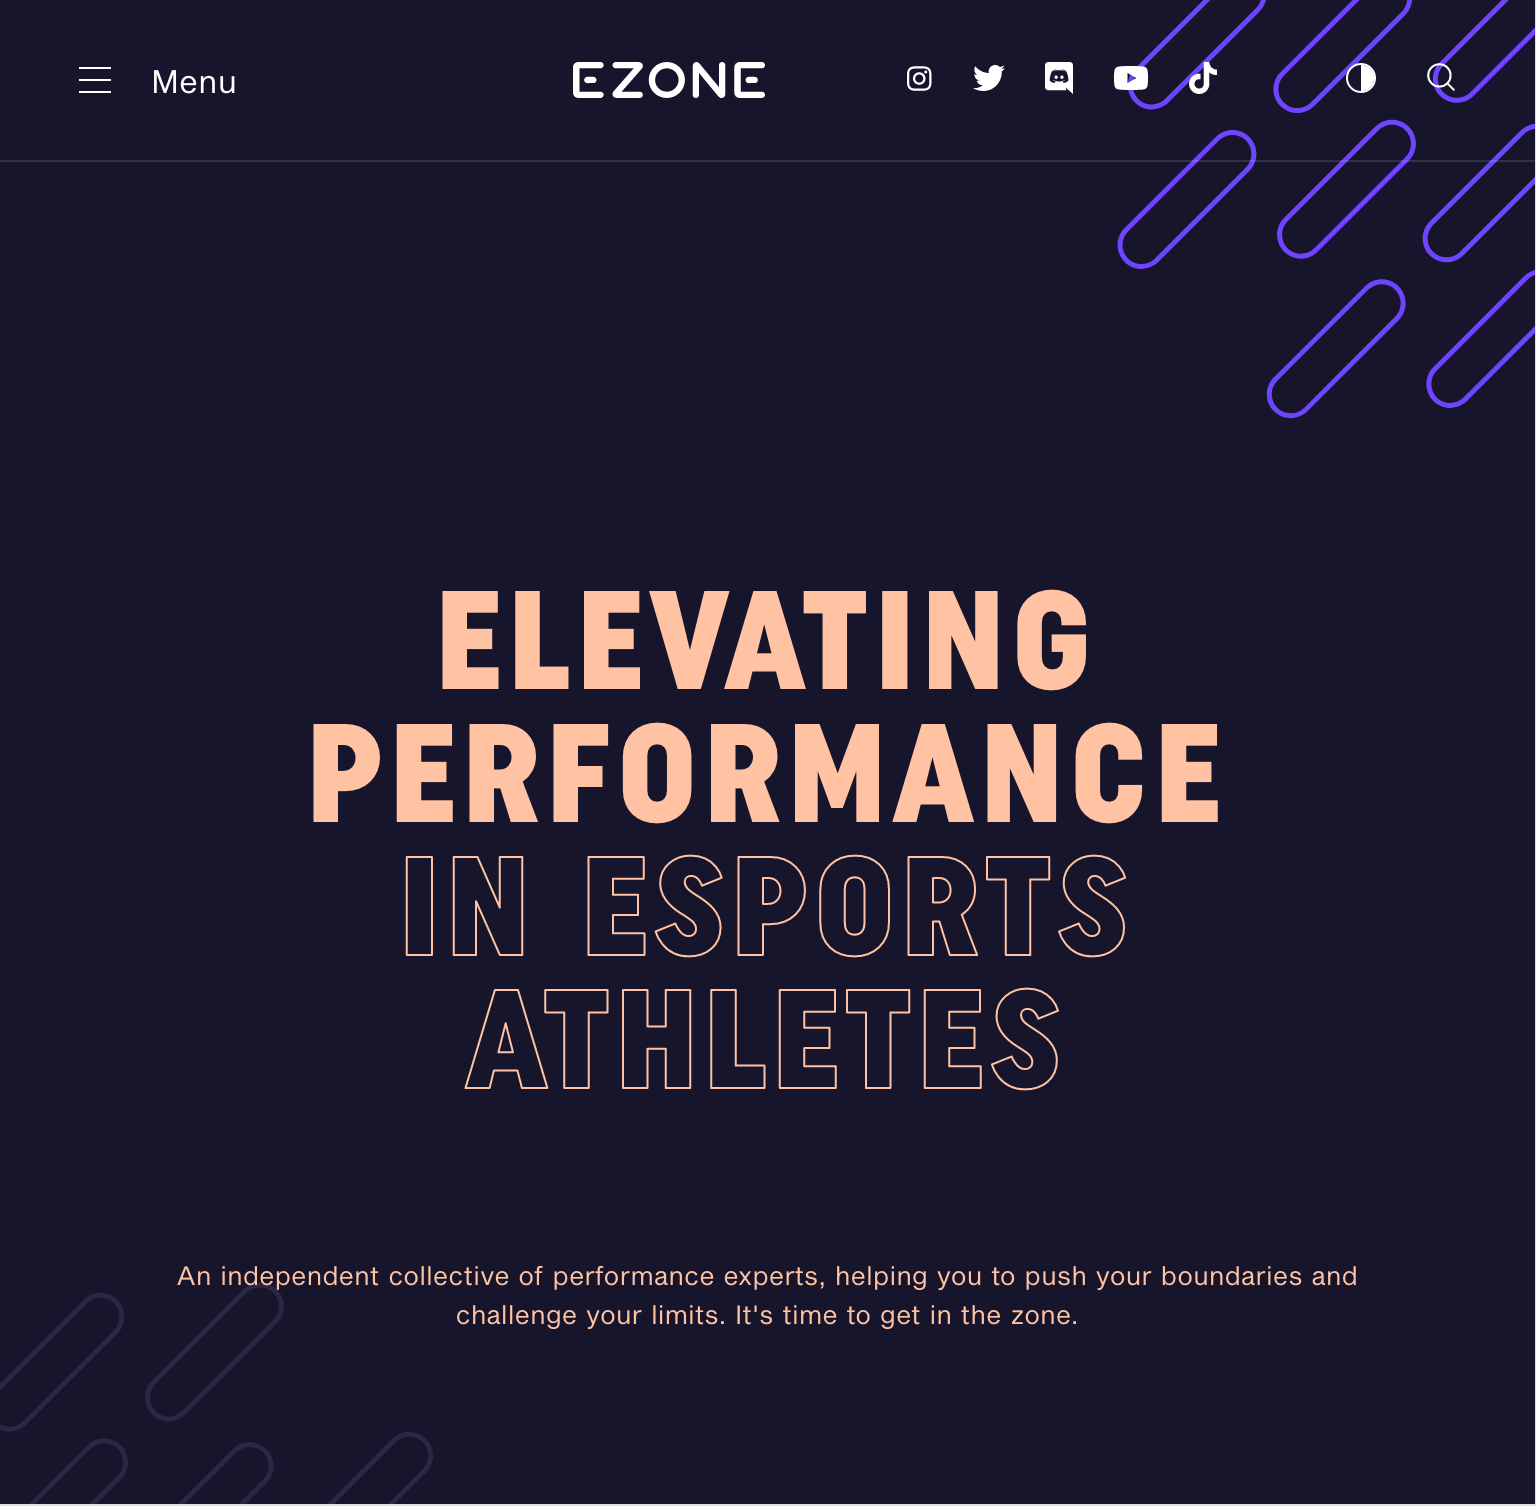 Menu
EZONE
ELEVATING
PERFORMANCE
IN ESPORTS
ATHLETES
An independent collective of performance experts, helping you to push your boundaries and
challenge your limits. It's time to get in the zone.